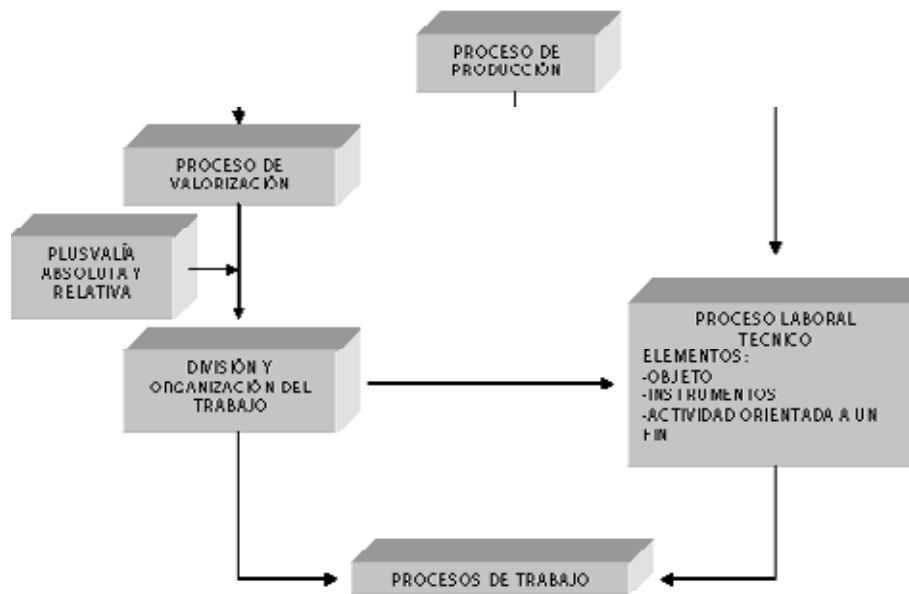 PROCESO DE
PRODUCCIÓN
PROCESO DE
VALORIZACIÓN
PLUSVALÍA
ABSOLUTA Y
RELATIVA
DIVISIÓN Y
ORGANIZACIÓN DEL
TRABAJO
PROCESO LABORAL
TECNICO
ELEMENTOS:
-OBJETO
-INSTRUMENTOS
-ACTIVIDAD ORIENTADA A UN
FIN
PROCESOS DE TRABAJO